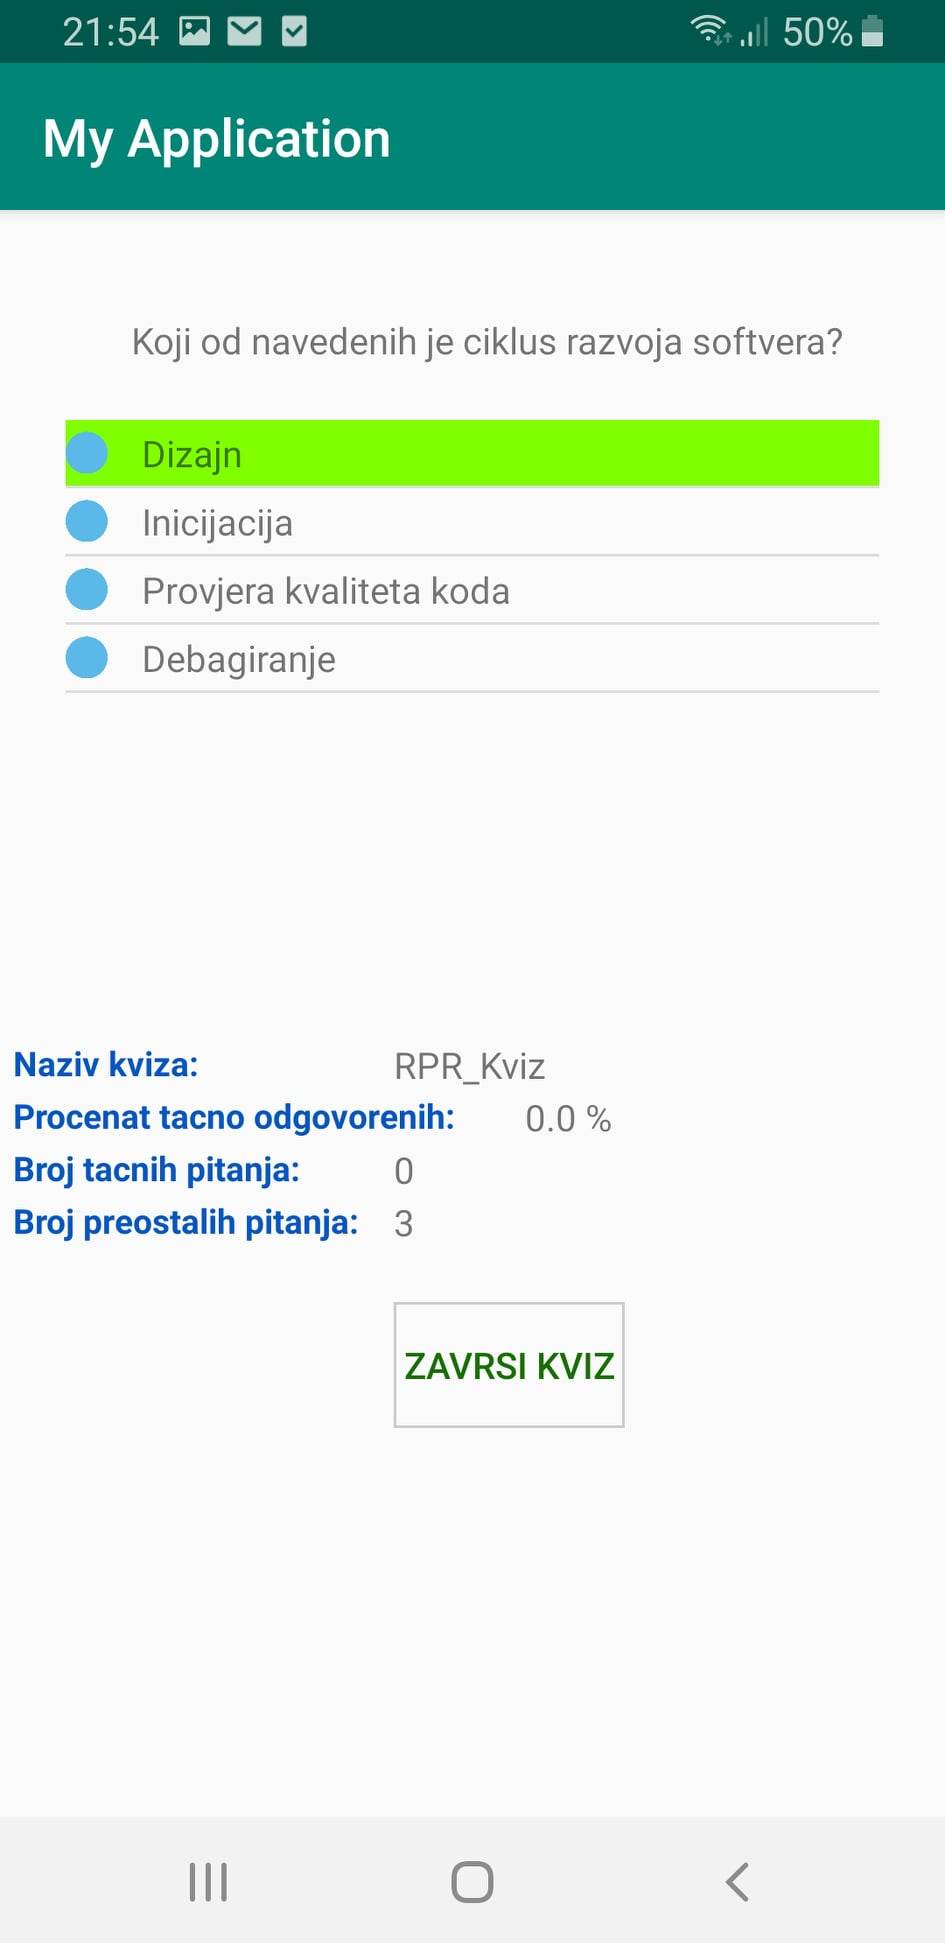 21:54 50%
My Application
Koji od navedenih je ciklus razvoja softvera?
Dizajn
Inicijacija
Provjera kvaliteta koda
Debagiranje
Naziv kviza: RPR_Kviz
Procenat tacno odgovorenih: 0.0 %
Broj tacnih pitanja: 0
Broj preostalih pitanja: 3
ZAVRSI KVIZ